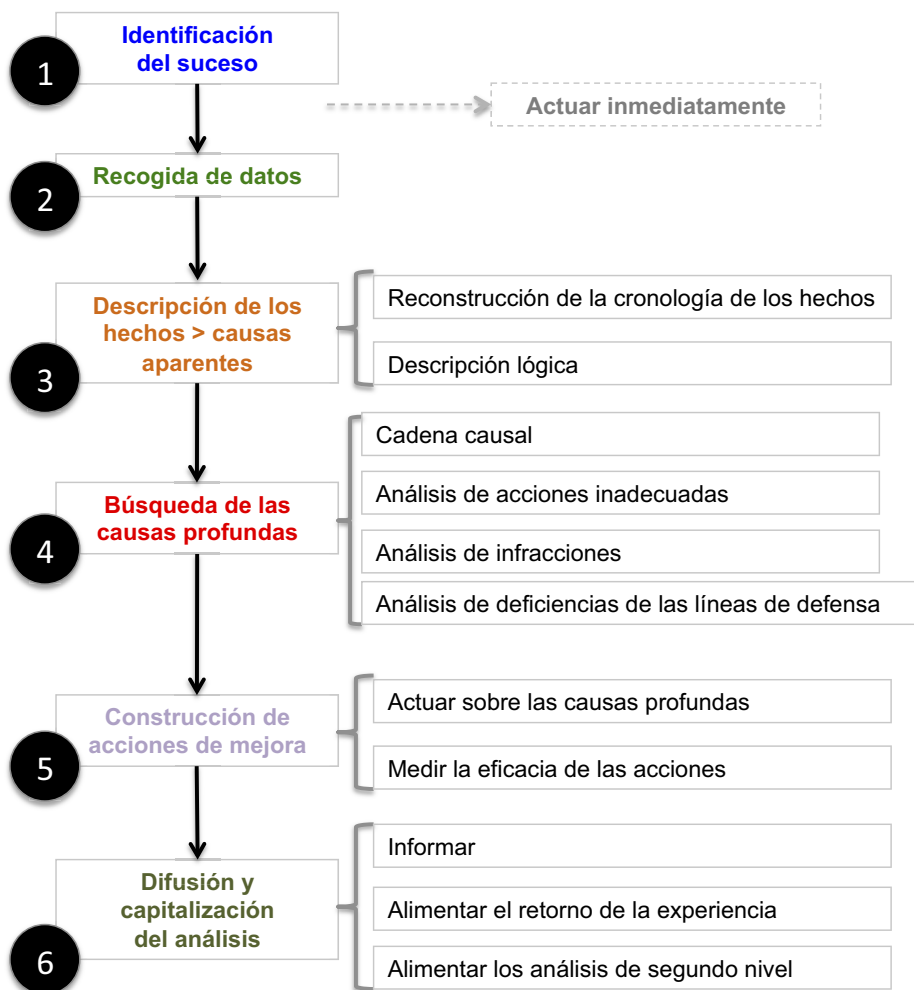 1
Identificación
del suceso
Actuar inmediatamente
2
Recogida de datos
3
Descripción de los
hechos > causas
aparentes
Reconstrucción de la cronología de los hechos
Descripción lógica
4
Búsqueda de las
causas profundas
Cadena causal
Análisis de acciones inadecuadas
Análisis de infracciones
Análisis de deficiencias de las líneas de defensa
5
Construcción de
acciones de mejora
Actuar sobre las causas profundas
Medir la eficacia de las acciones
6
Difusión y
capitalización
del análisis
Informar
Alimentar el retorno de la experiencia
Alimentar los análisis de segundo nivel